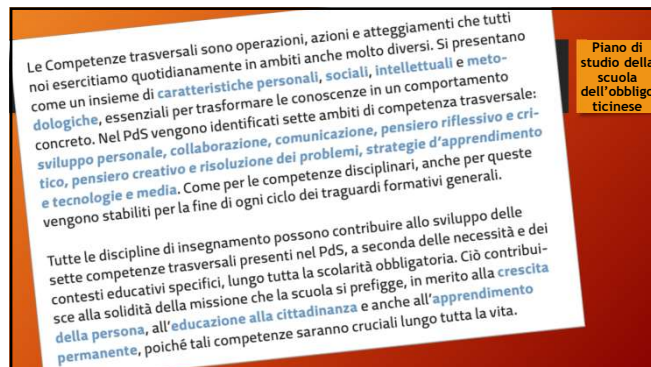 Le Competenze trasversali sono operazioni, azioni e atteggiamenti che tutti
noi esercitiamo quotidianamente in ambiti anche molto diversi. Si presentano
come un insieme di caratteristiche personali, sociali, intellettuali e meto-
dologiche, essenziali per trasformare le conoscenze in un comportamento
concreto. Nel PdS vengono identificati sette ambiti di competenza trasversale:
sviluppo personale, collaborazione, comunicazione, pensiero riflessivo e cri-
tico, pensiero creativo e risoluzione dei problemi, strategie d'apprendimento
e tecnologie e media. Come per le competenze disciplinari, anche per queste
vengono stabiliti per la fine di ogni ciclo dei traguardi formativi generali.
Tutte le discipline di insegnamento possono contribuire allo sviluppo delle
sette competenze trasversali presenti nel PdS, a seconda delle necessità e dei
contesti educativi specifici, lungo tutta la scolarità obbligatoria. Ciò contribui-
sce alla solidità della missione che la scuola si prefigge, in merito alla crescita
della persona, all'educazione alla cittadinanza e anche all'apprendimento
permanente, poiché tali competenze saranno cruciali lungo tutta la vita.
Piano di
studio della
scuola
dell'obbligo
ticinese